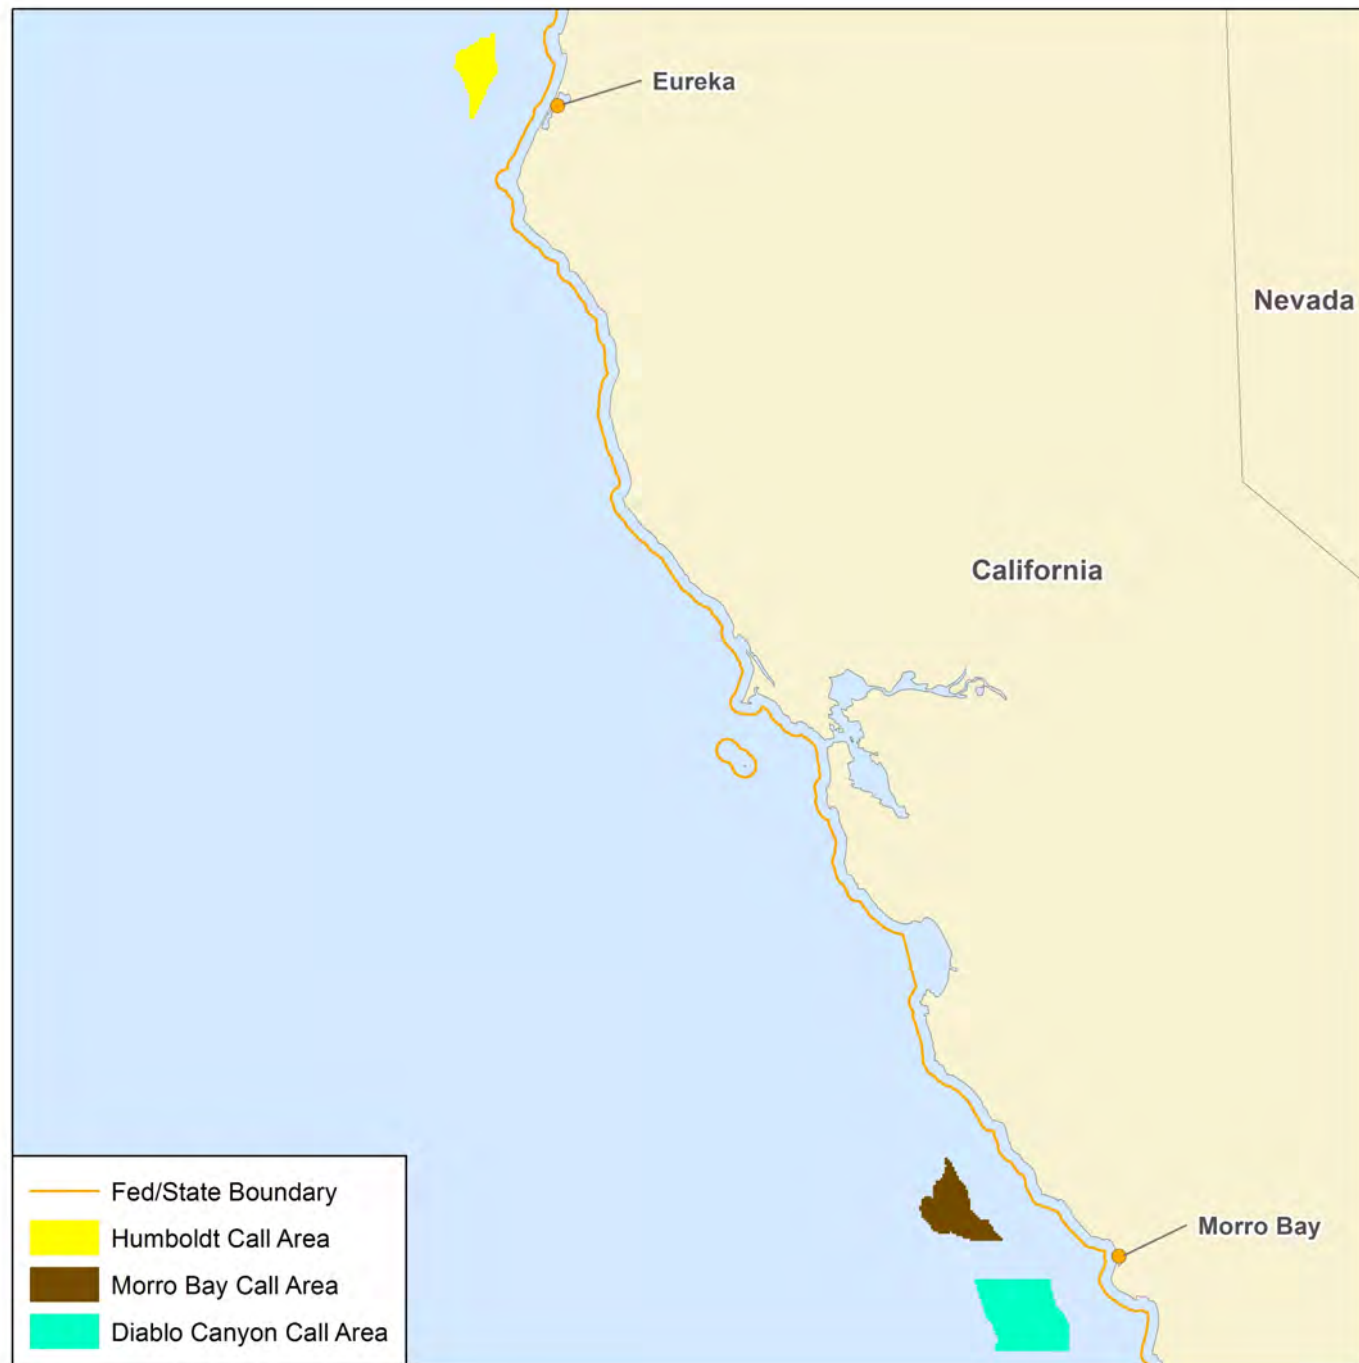 Eureka
Nevada
California
Morro Bay
Fed/State Boundary
Humboldt Call Area
Morro Bay Call Area
Diablo Canyon Call Area